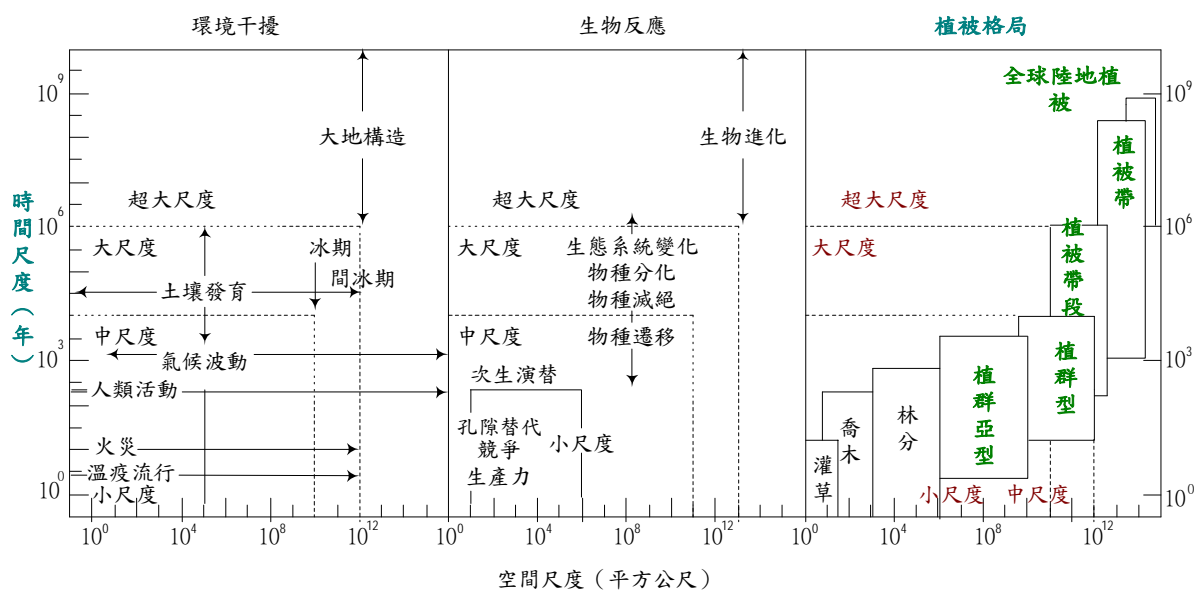 環境干擾
生物反應
植被格局
時間尺度（年）
10⁹
10⁶
10³
10⁰
大地構造
超大尺度
大尺度
冰期
間冰期
土壤發育
中尺度
氣候波動
人類活動
火災
溫疫流行
小尺度
10⁰
10⁴
10⁸
10¹²
生物進化
超大尺度
大尺度
生態系統變化
物種分化
物種滅絕
中尺度
物種遷移
次生演替
孔隙替代
競爭
生產力
小尺度
10⁰
10⁴
10⁸
10¹²
全球陸地植
被
植被帶
超大尺度
大尺度
植被帶段
植群型
植群亞型
林分
喬木
灌草
小尺度
中尺度
10⁰
10⁴
10⁸
10¹²
10⁹
10⁶
10³
10⁰
空間尺度（平方公尺）